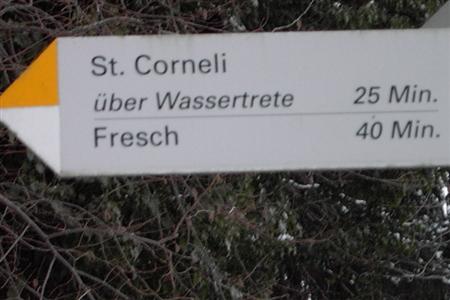 St. Corneli
über Wassertrete 25 Min.
Fresch 40 Min.